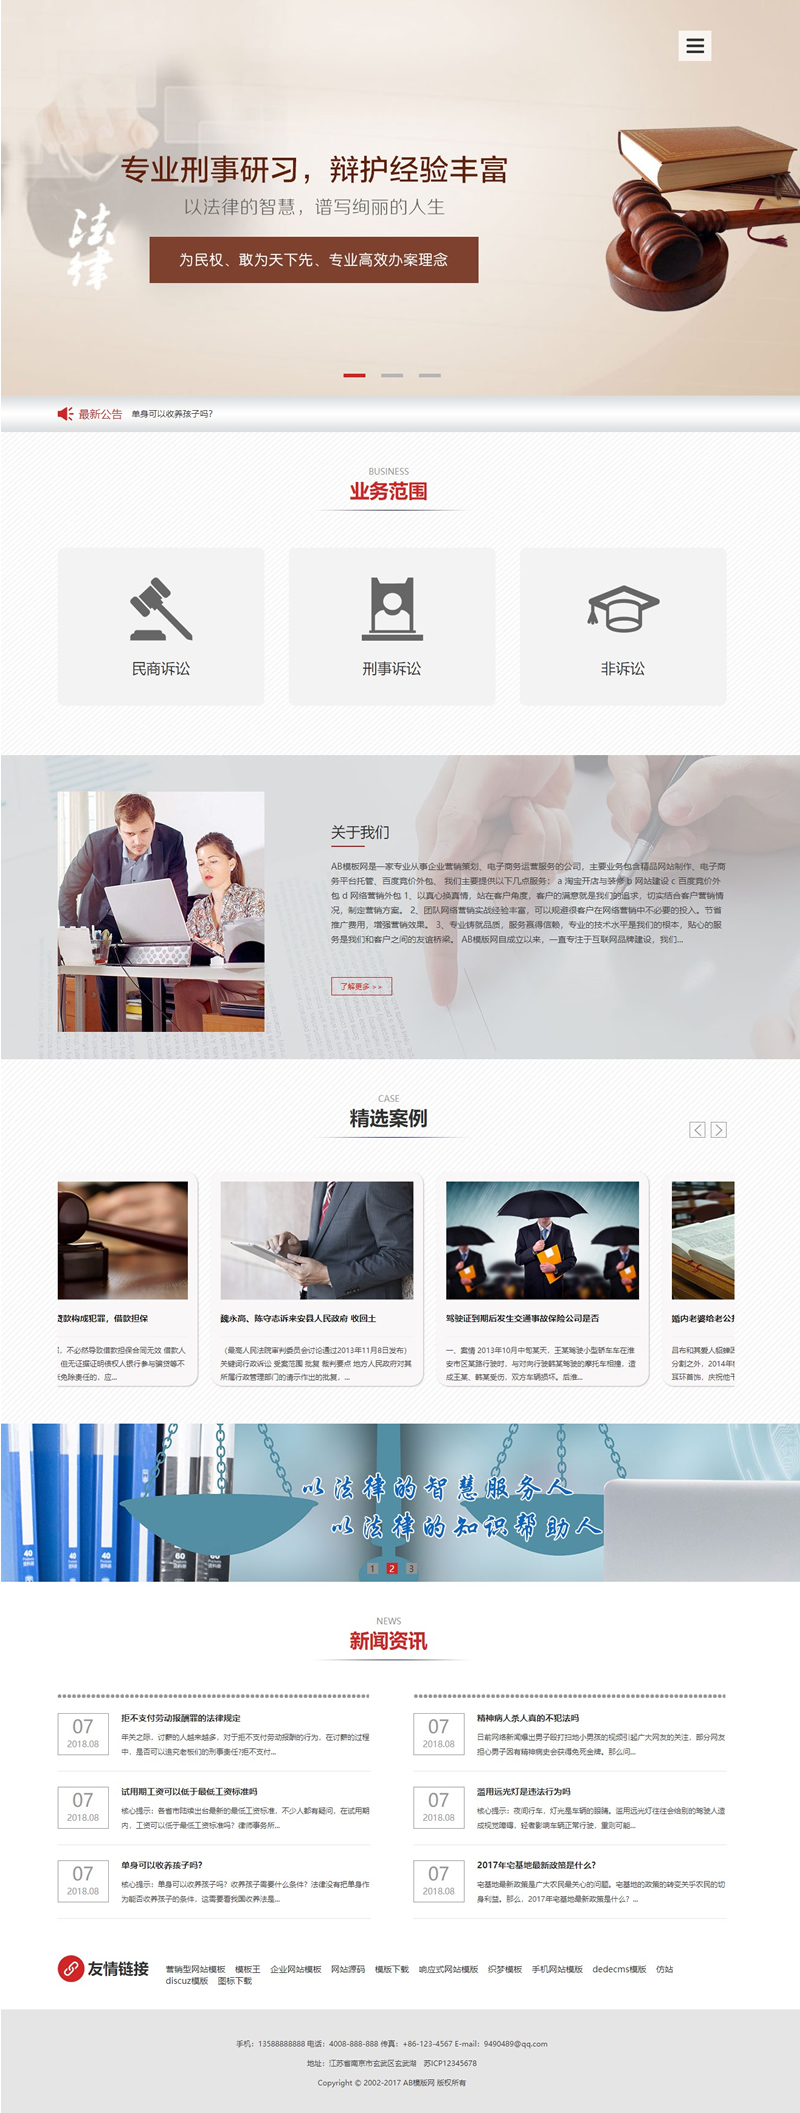 专业刑事研习，辩护经验丰富
以法律的智慧，谱写绚丽的人生
法律
为民权、敢为天下先、专业高效办案理念
最新公告 单身可以收养孩子吗？
BUSINESS
业务范围
民商诉讼 刑事诉讼 非诉讼
关于我们
AB模板网是一家专业从事企业营销策划、电子商务运营服务的公司，主要业务包含精品网站制作、电子商
务平台托管、百度竞价外包、 我们主要提供以下几点服务： a 淘宝开店与装修 b 网站建设 c 百度竞价外
包 d 网络营销外包 1、以真心换真情，站在客户角度，客户的满意就是我们的追求，切实结合客户营销情
况，制定营销方案。 2、团队网络营销实战经验丰富，可以规避很客户在网络营销中不必要的投入。节省
推广费用，增强营销效果。 3、专业铸就品质，服务赢得信赖，专业的技术水平是我们的根本，贴心的服
务是我们和客户之间的友谊桥梁。 AB模版网自成立以来，一直专注于互联网品牌建设，我们...
了解更多 >>
CASE
精选案例
贷款构成犯罪，借款担保
，不必然导致借款担保合同无效 借款人
但无证据证明债权人银行参与骗贷等不
免除责任的，应...
魏永高、陈守志诉来安县人民政府 收回土
（最高人民法院审判委员会讨论通过2013年11月8日发布）
关键词行政诉讼 受案范围 批复 裁判要点 地方人民政府对其
所属行政管理部门的请示作出的批复，...
驾驶证到期后发生交通事故保险公司是否
一、案情 2013年10月中旬某天，王某驾驶小型轿车车在淮
安市区某路行驶时，与对向行驶韩某驾驶的摩托车相撞，造
成王某、韩某受伤，双方车辆损坏。后淮...
婚内老婆给老公
吕布和其爱人貂蝉
分割之外，2014年
耳环首饰，庆祝他
以法律的智慧服务人
以法律的知识帮助人
40 40 40 60 60
1 2 3
NEWS
新闻资讯
07
2018.08
拒不支付劳动报酬罪的法律规定
年关之际，讨薪的人越来越多，对于拒不支付劳动报酬的行为，在讨薪的过程
中，是否可以追究老板们的刑事责任?拒不支付...
07
2018.08
精神病人杀人真的不犯法吗
日前网络新闻爆出男子殴打扫地小男孩的视频引起广大网友的关注，部分网友
担心男子因有精神病史会获得免死金牌。那么问...
07
2018.08
试用期工资可以低于最低工资标准吗
核心提示：各省市陆续出台最新的最低工资标准，不少人都有疑问，在试用期
内，工资可以低于最低工资标准吗？律师事务所...
07
2018.08
滥用远光灯是违法行为吗
核心提示：夜间行车，灯光是车辆的眼睛。滥用远光灯往往会给别的驾驶人造
成视觉障碍，轻者影响车辆正常行驶，重则可能...
07
2018.08
单身可以收养孩子吗？
核心提示：单身可以收养孩子吗？收养孩子需要什么条件？法律没有把单身作
为能否收养孩子的条件，这需要看我国收养法是...
07
2018.08
2017年宅基地最新政策是什么？
宅基地最新政策是广大农民最关心的问题。宅基地的政策的转变关乎农民的切
身利益。那么，2017年宅基地最新政策是什么？...
友情链接 营销型网站模板 模板王 企业网站模板 网站源码 模版下载 响应式网站模版 织梦模板 手机网站模版 dedecms模版 仿站
discuz模版 图标下载
手机：13588888888 电话：4008-888-888 传真：+86-123-4567 E-mail：9490489@qq.com
地址：江苏省南京市玄武区玄武湖 苏ICP12345678
Copyright © 2002-2017 AB模版网 版权所有